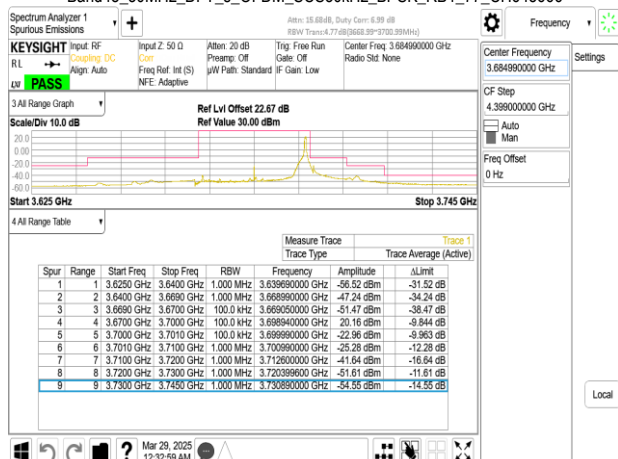 Spectrum Analyzer 1
Spurious Emissions
Attn: 15.68dB, Duty Corr: 6.99 dB
RBW Trans:4.77dB(3668.99~3700.99MHz)
Frequency
KEYSIGHT
Input: RF
Input Z: 50 Ω
Atten: 20 dB
Trig: Free Run
Center Freq: 3.684990000 GHz
RL
Coupling: DC
Corr
Preamp: Off
Gate: Off
Radio Std: None
Align: Auto
Freq Ref: Int (S)
µW Path: Standard
IF Gain: Low
NFE: Adaptive
PASS
Center Frequency
3.684990000 GHz
Settings
CF Step
4.399000000 GHz
Auto
Man
Freq Offset
0 Hz
3 All Range Graph
Ref Lvl Offset 22.67 dB
Scale/Div 10.0 dB
Ref Value 30.00 dBm
20.0
0.00
-20.0
-40.0
-60.0
Start 3.625 GHz
Stop 3.745 GHz
4 All Range Table
Measure Trace Trace 1
Trace Type Trace Average (Active)
Spur Range Start Freq Stop Freq RBW Frequency Amplitude ΔLimit
1 1 3.6250 GHz 3.6400 GHz 1.000 MHz 3.639690000 GHz -56.52 dBm -31.52 dB
2 2 3.6400 GHz 3.6690 GHz 1.000 MHz 3.668990000 GHz -47.24 dBm -34.24 dB
3 3 3.6690 GHz 3.6700 GHz 100.0 kHz 3.669050000 GHz -51.47 dBm -38.47 dB
4 4 3.6700 GHz 3.7000 GHz 100.0 kHz 3.698940000 GHz 20.16 dBm -9.844 dB
5 5 3.7000 GHz 3.7010 GHz 100.0 kHz 3.699990000 GHz -22.96 dBm -9.963 dB
6 6 3.7010 GHz 3.7100 GHz 1.000 MHz 3.700990000 GHz -25.28 dBm -12.28 dB
7 7 3.7100 GHz 3.7200 GHz 1.000 MHz 3.712600000 GHz -41.64 dBm -16.64 dB
8 8 3.7200 GHz 3.7300 GHz 1.000 MHz 3.720399600 GHz -51.61 dBm -11.61 dB
9 9 3.7300 GHz 3.7450 GHz 1.000 MHz 3.730890000 GHz -54.55 dBm -14.55 dB
Local
Mar 29, 2025
12:32:59 AM